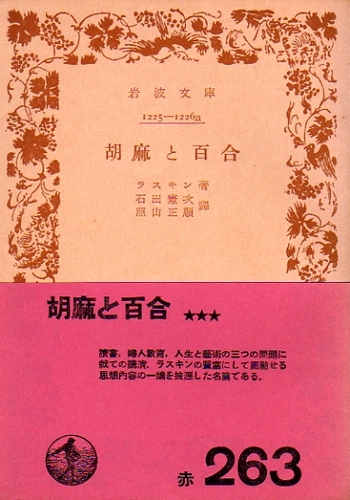 岩波文庫
1225—1226a
胡麻と百合
ラスキン著
石田憲次
照山正順 譯
胡麻と百合 ★★★
讀書，婦人敎育，人生と藝術の三つの問題に
就ての講演，ラスキンの豐富にして圓熟せる
思想內容の一端を披瀝した名篇である．
赤 263